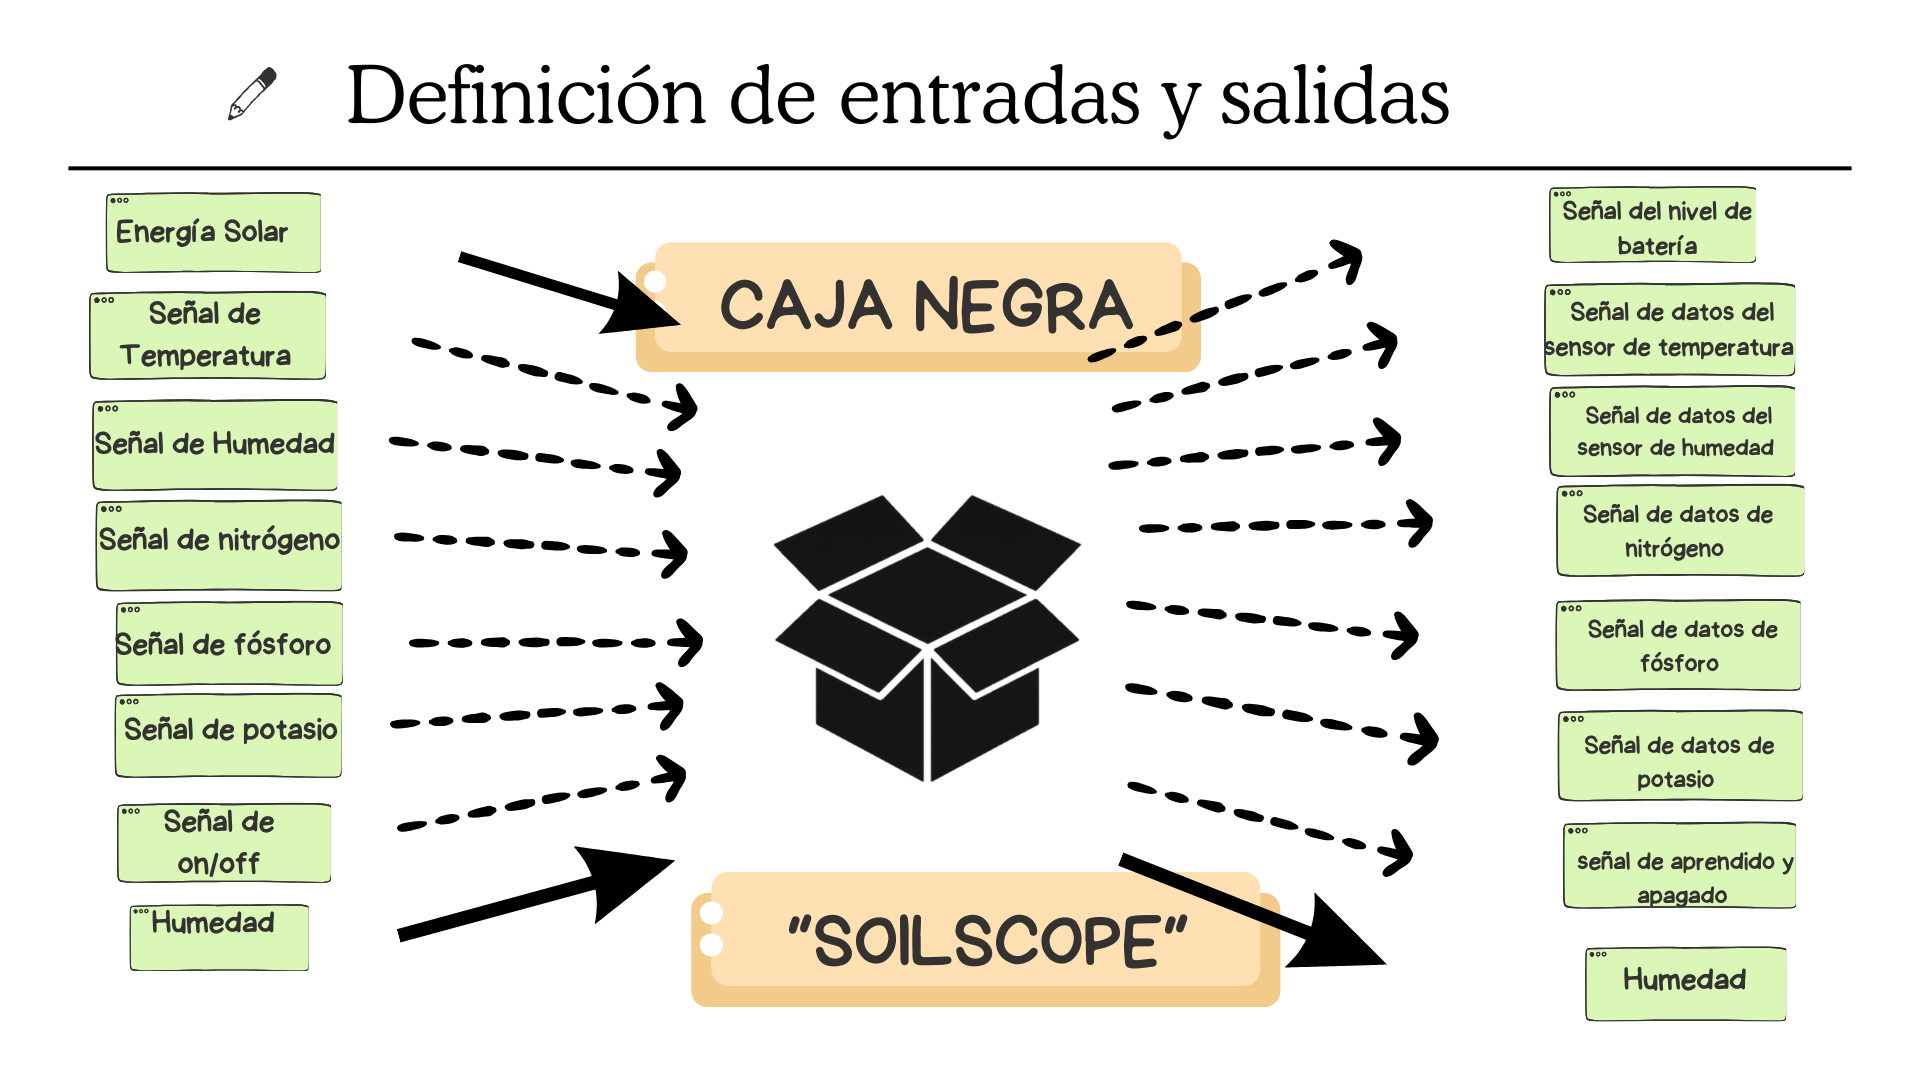 Definición de entradas y salidas
Energía Solar
Señal de
Temperatura
Señal de Humedad
Señal de nitrógeno
Señal de fósforo
Señal de potasio
Señal de
on/off
Humedad
CAJA NEGRA
"SOILSCOPE"
Señal del nivel de
batería
Señal de datos del
sensor de temperatura
Señal de datos del
sensor de humedad
Señal de datos de
nitrógeno
Señal de datos de
fósforo
Señal de datos de
potasio
señal de aprendido y
apagado
Humedad